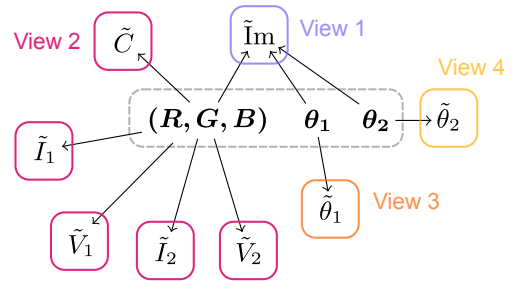 View 2
C̃
Ĩm
View 1
View 4
(R, G, B) θ₁ θ₂
θ̃₂
Ĩ₁
θ̃₁
View 3
Ṽ₁
Ĩ₂
Ṽ₂